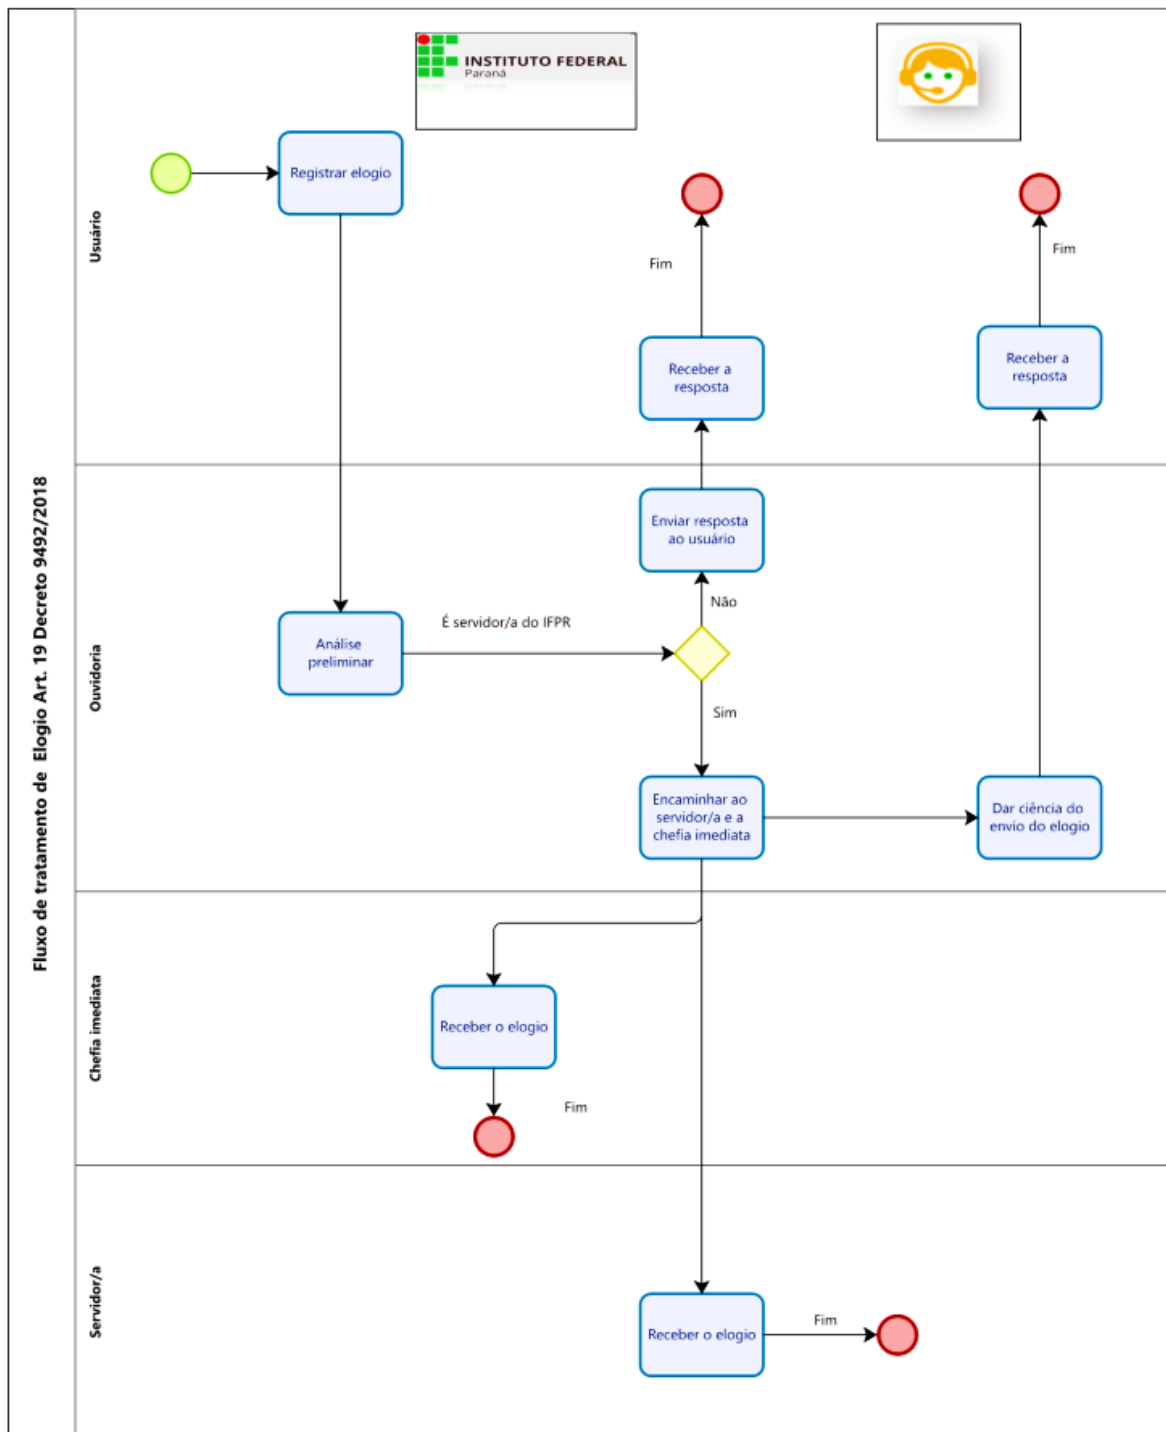 Fluxo de tratamento de Elogio Art. 19 Decreto 9492/2018
INSTITUTO FEDERAL
Paraná
Usuário
Registrar elogio
Fim
Fim
Receber a
resposta
Receber a
resposta
Ouvidoria
Enviar resposta
ao usuário
Não
É servidor/a do IFPR
Análise
preliminar
Sim
Encaminhar ao
servidor/a e a
chefia imediata
Dar ciência do
envio do elogio
Chefia imediata
Receber o elogio
Fim
Servidor/a
Receber o elogio
Fim